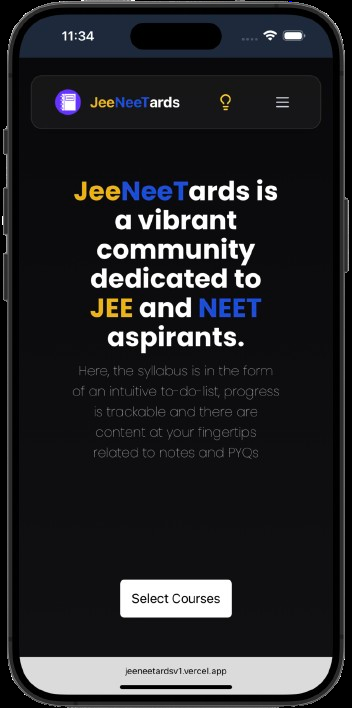 11:34
JeeNeeTards
JeeNeeTards is
a vibrant
community
dedicated to
JEE and NEET
aspirants.
Here, the syllabus is in the form
of an intuitive to-do-list, progress
is trackable and there are
content at your fingertips
related to notes and PYQs
Select Courses
jeeneetardsv1.vercel.app